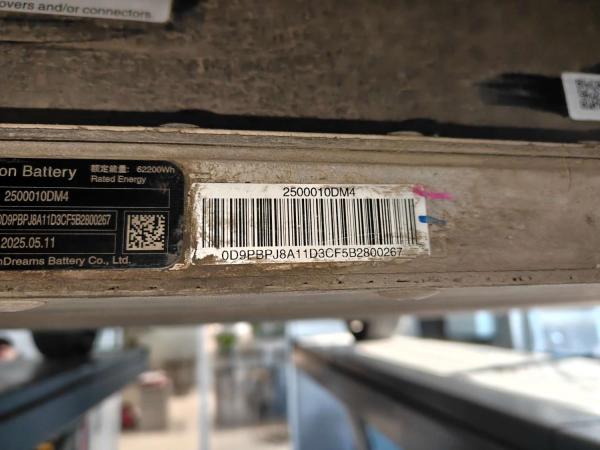 overs and/or connectors.
on Battery
额定能量: 62200Wh
Rated Energy
2500010DM4
0D9PBPJ8A11D3CF5B2800267
2025.05.11
nDreams Battery Co., Ltd.
2500010DM4
0D9PBPJ8A11D3CF5B2800267